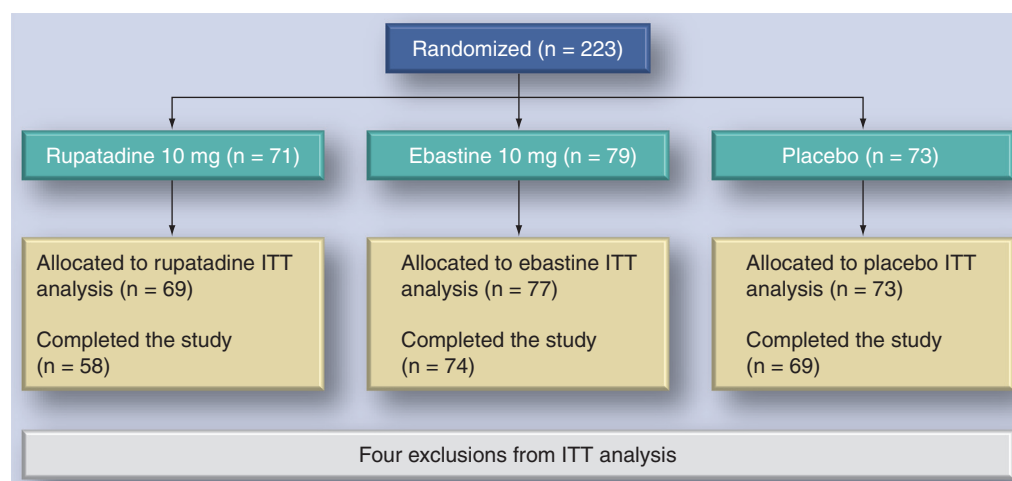 Randomized (n = 223)
Rupatadine 10 mg (n = 71)
Ebastine 10 mg (n = 79)
Placebo (n = 73)
Allocated to rupatadine ITT
analysis (n = 69)
Completed the study
(n = 58)
Allocated to ebastine ITT
analysis (n = 77)
Completed the study
(n = 74)
Allocated to placebo ITT
analysis (n = 73)
Completed the study
(n = 69)
Four exclusions from ITT analysis